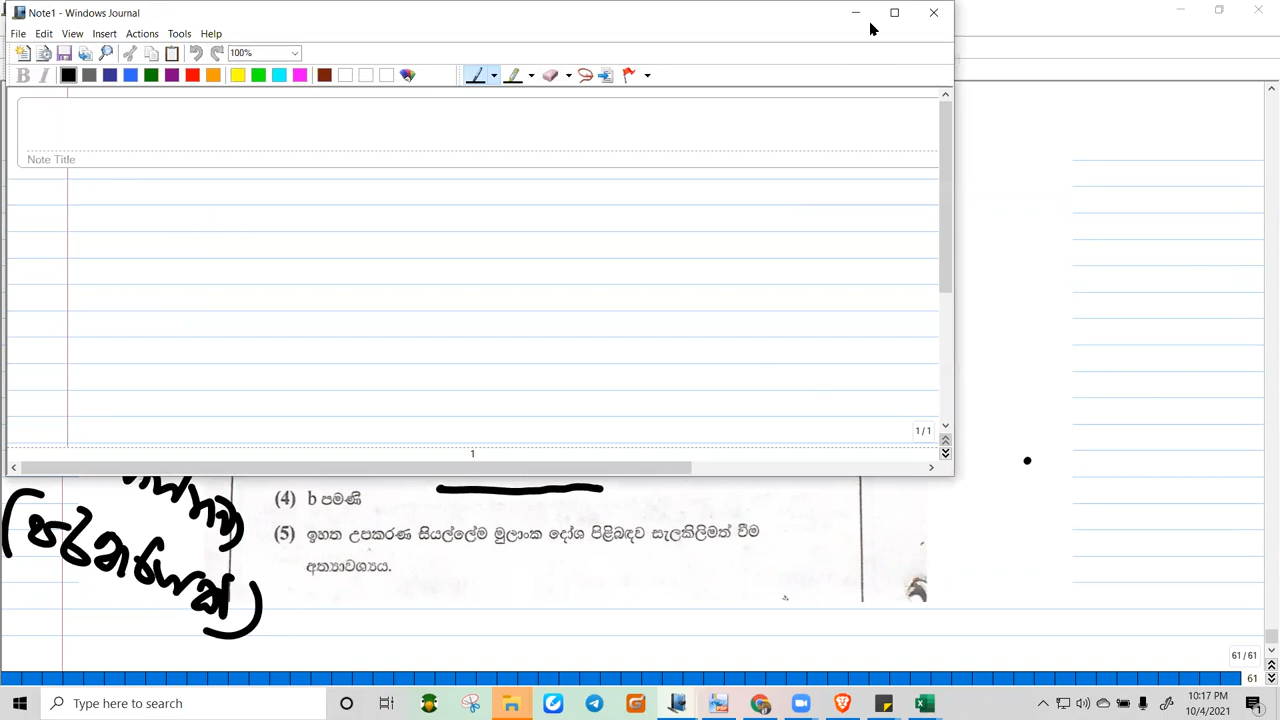 Note1 - Windows Journal
File Edit View Insert Actions Tools Help
100%
B I
Note Title
1 / 1
1
(4) b පමණි
(5) ඉහත උපකරණ සියල්ලේම මුලාංක දෝශ පිළිබඳව සැලකිලිමත් වීම
අත්‍යාවශ්‍යය.
61 / 61
61
Type here to search
10:17 PM
10/4/2021